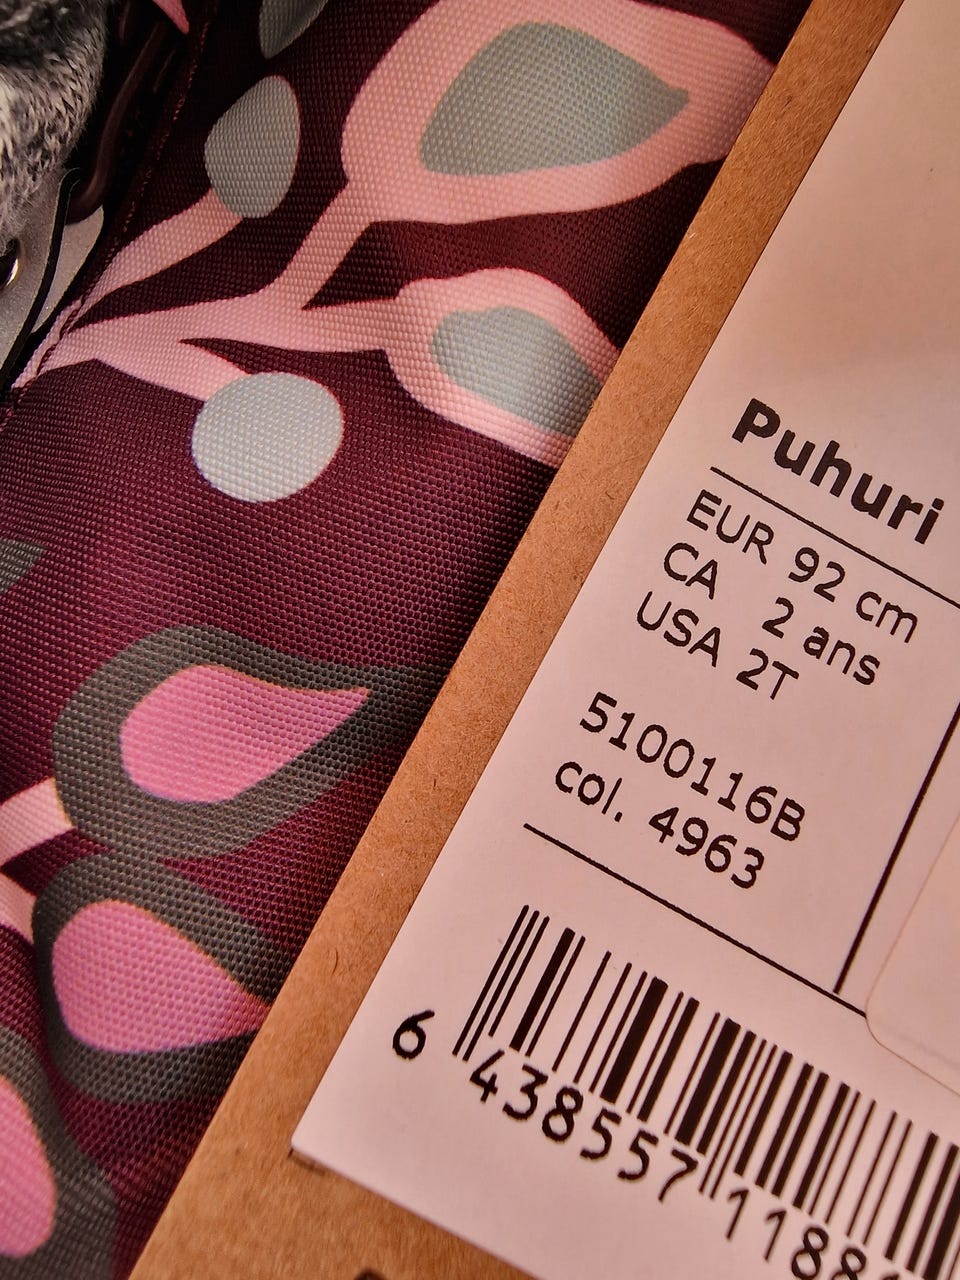 Puhuri
EUR 92 cm
CA 2 ans
USA 2T
5100116B
col. 4963
6 438557 1188